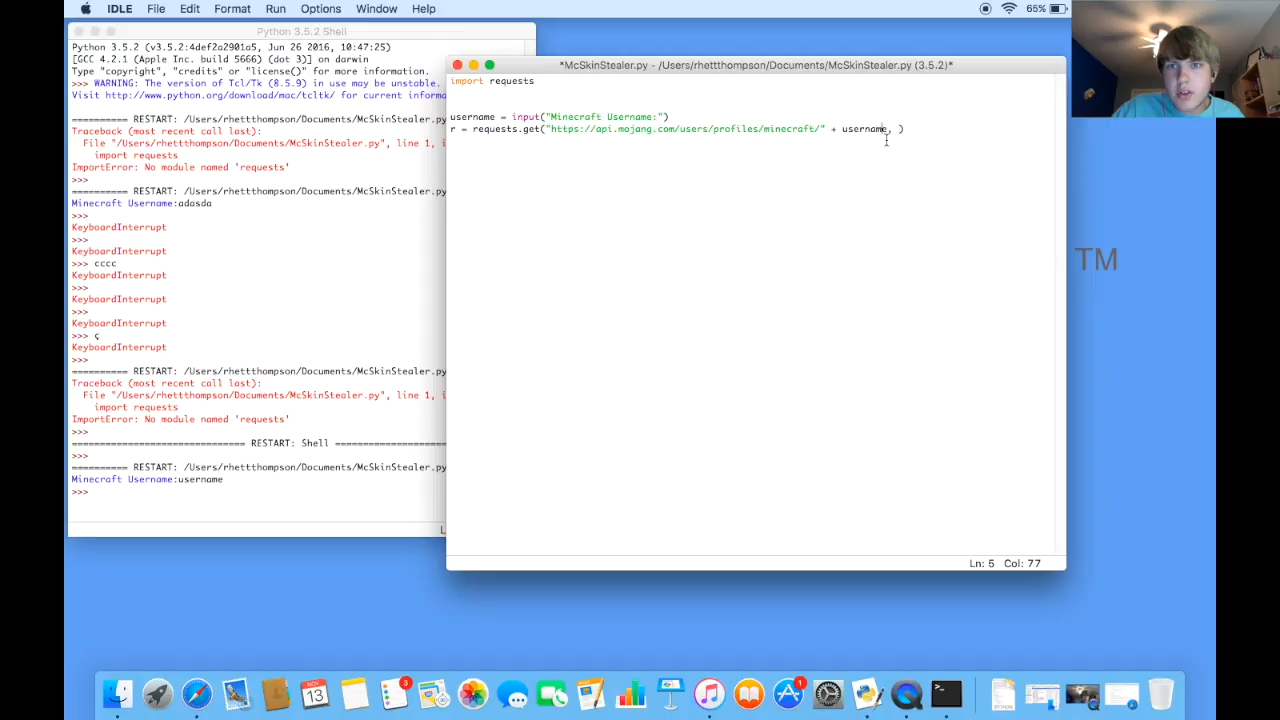 IDLE File Edit Format Run Options Window Help 65%
Python 3.5.2 Shell
Python 3.5.2 (v3.5.2:4def2a2901a5, Jun 26 2016, 10:47:25)
[GCC 4.2.1 (Apple Inc. build 5666) (dot 3)] on darwin
Type "copyright", "credits" or "license()" for more information.
>>> WARNING: The version of Tcl/Tk (8.5.9) in use may be unstable.
Visit http://www.python.org/download/mac/tcltk/ for current informa
========== RESTART: /Users/rhettthompson/Documents/McSkinStealer.py
Traceback (most recent call last):
File "/Users/rhettthompson/Documents/McSkinStealer.py", line 1, i
import requests
ImportError: No module named 'requests'
>>>
========== RESTART: /Users/rhettthompson/Documents/McSkinStealer.py
Minecraft Username:adasda
>>>
KeyboardInterrupt
>>>
KeyboardInterrupt
>>> cccc
KeyboardInterrupt
>>>
KeyboardInterrupt
>>>
KeyboardInterrupt
>>> ç
KeyboardInterrupt
>>>
========== RESTART: /Users/rhettthompson/Documents/McSkinStealer.py
Traceback (most recent call last):
File "/Users/rhettthompson/Documents/McSkinStealer.py", line 1, i
import requests
ImportError: No module named 'requests'
>>>
=============================== RESTART: Shell ====================
>>>
========== RESTART: /Users/rhettthompson/Documents/McSkinStealer.py
Minecraft Username:username
>>>
L
*McSkinStealer.py - /Users/rhettthompson/Documents/McSkinStealer.py (3.5.2)*
import requests
username = input("Minecraft Username:")
r = requests.get("https://api.mojang.com/users/profiles/minecraft/" + username, )
Ln: 5 Col: 77
TM
13
3
1